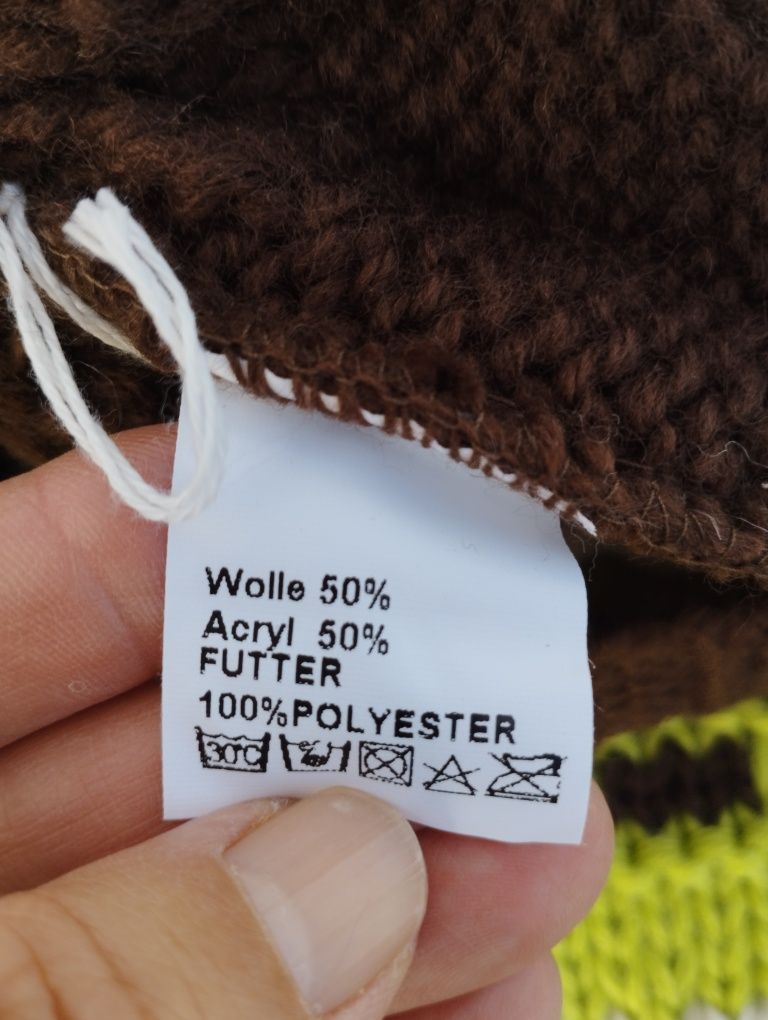 Wolle 50%
Acryl 50%
FUTTER
100%POLYESTER
30°C